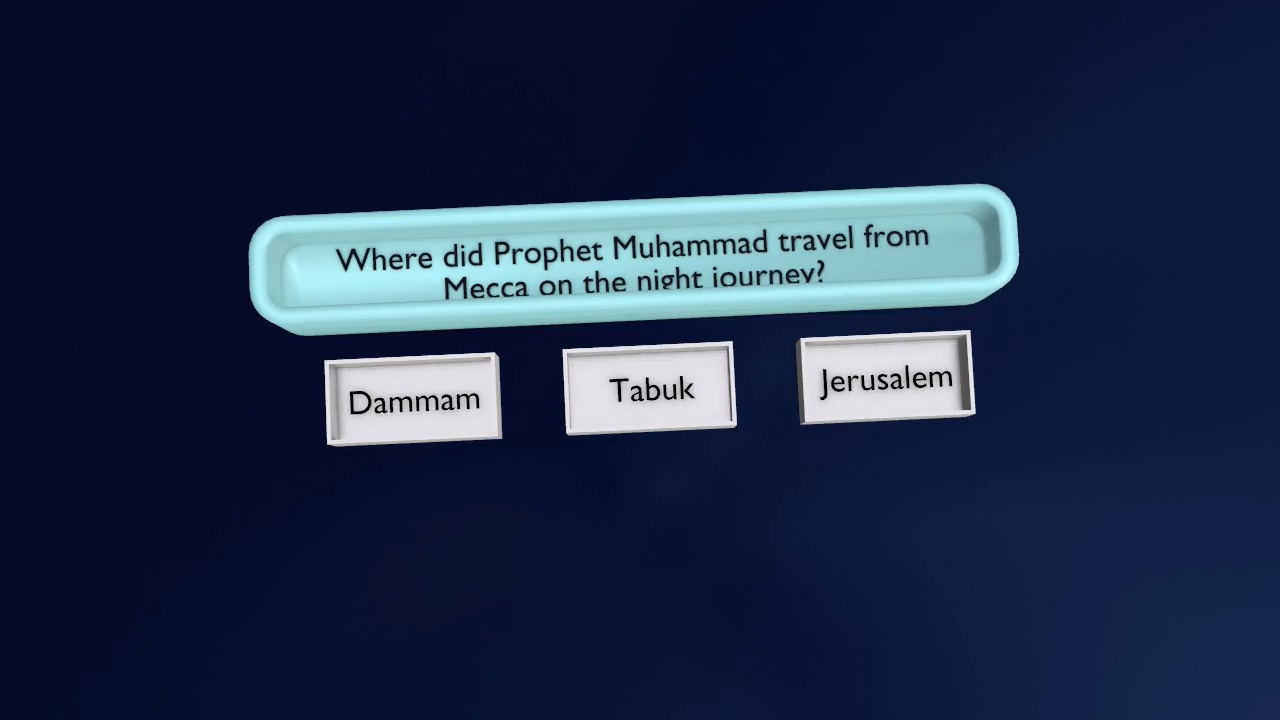 Where did Prophet Muhammad travel from
Mecca on the night journey?
Dammam
Tabuk
Jerusalem